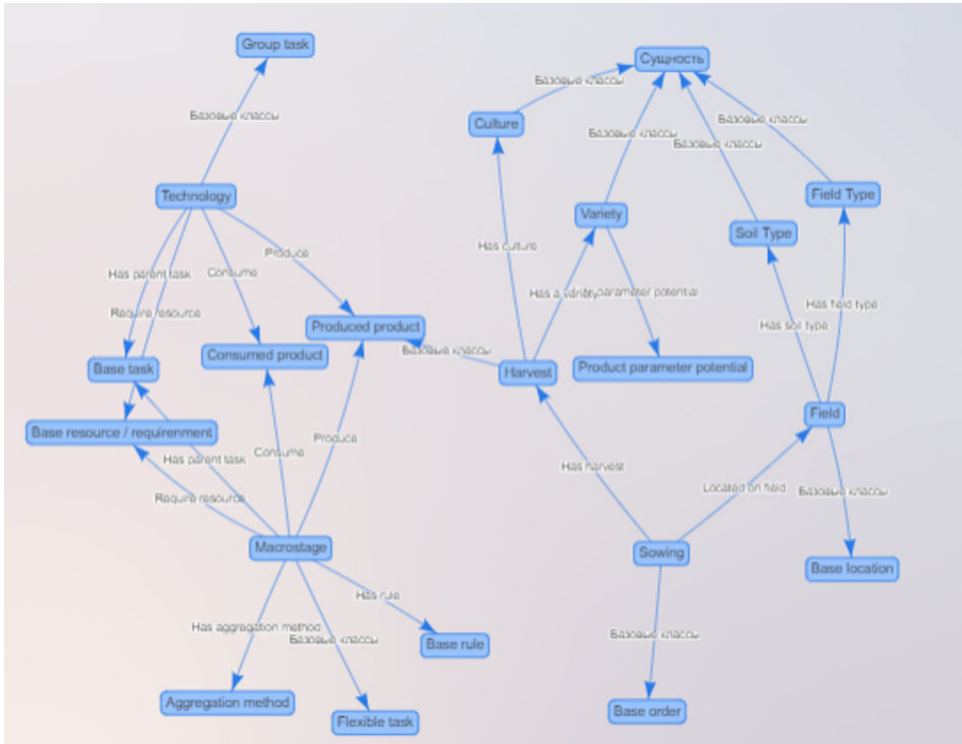 Group task
Сущность
Базовые классы
Culture
Базовые классы
Базовые классы
Базовые классы
Базовые классы
Technology
Field Type
Variety
Soil Type
Has culture
Produce
Has parent task
Consume
Has a variety
parameter potential
Has field type
Require resource
Has soil type
Produced product
Базовые классы
Consumed product
Base task
Product parameter potential
Harvest
Field
Base resource / requirenment
Produce
Consume
Has parent task
Has harvest
Located on field
Базовые классы
Require resource
Macrostage
Sowing
Base location
Has rule
Has aggregation method
Базовые классы
Базовые классы
Base rule
Aggregation method
Base order
Flexible task